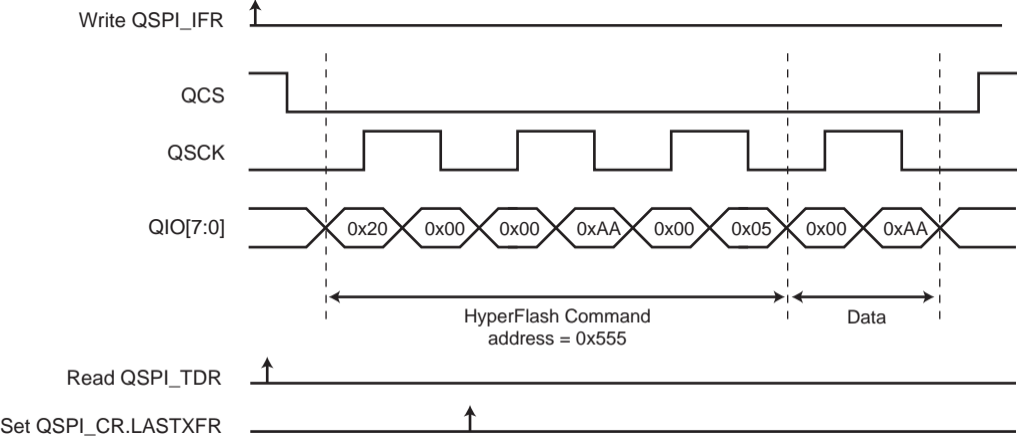 Write QSPI_IFR
QCS
QSCK
QIO[7:0]
0x20 0x00 0x00 0xAA 0x00 0x05 0x00 0xAA
HyperFlash Command
address = 0x555
Data
Read QSPI_TDR
Set QSPI_CR.LASTXFR